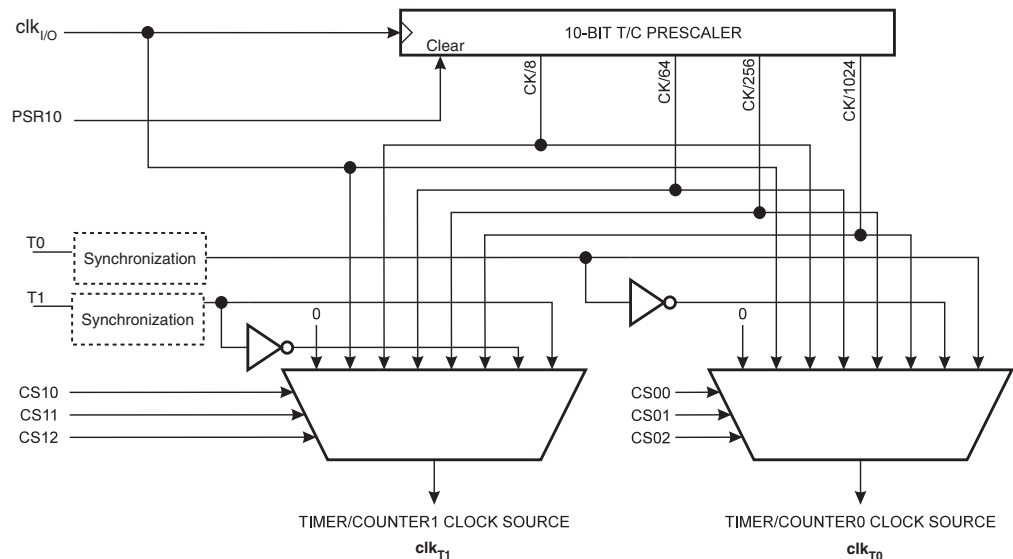 clkI/O
10-BIT T/C PRESCALER
Clear
CK/8
CK/64
CK/256
CK/1024
PSR10
T0
Synchronization
T1
Synchronization
0
0
CS10
CS11
CS12
CS00
CS01
CS02
TIMER/COUNTER1 CLOCK SOURCE
clkT1
TIMER/COUNTER0 CLOCK SOURCE
clkT0